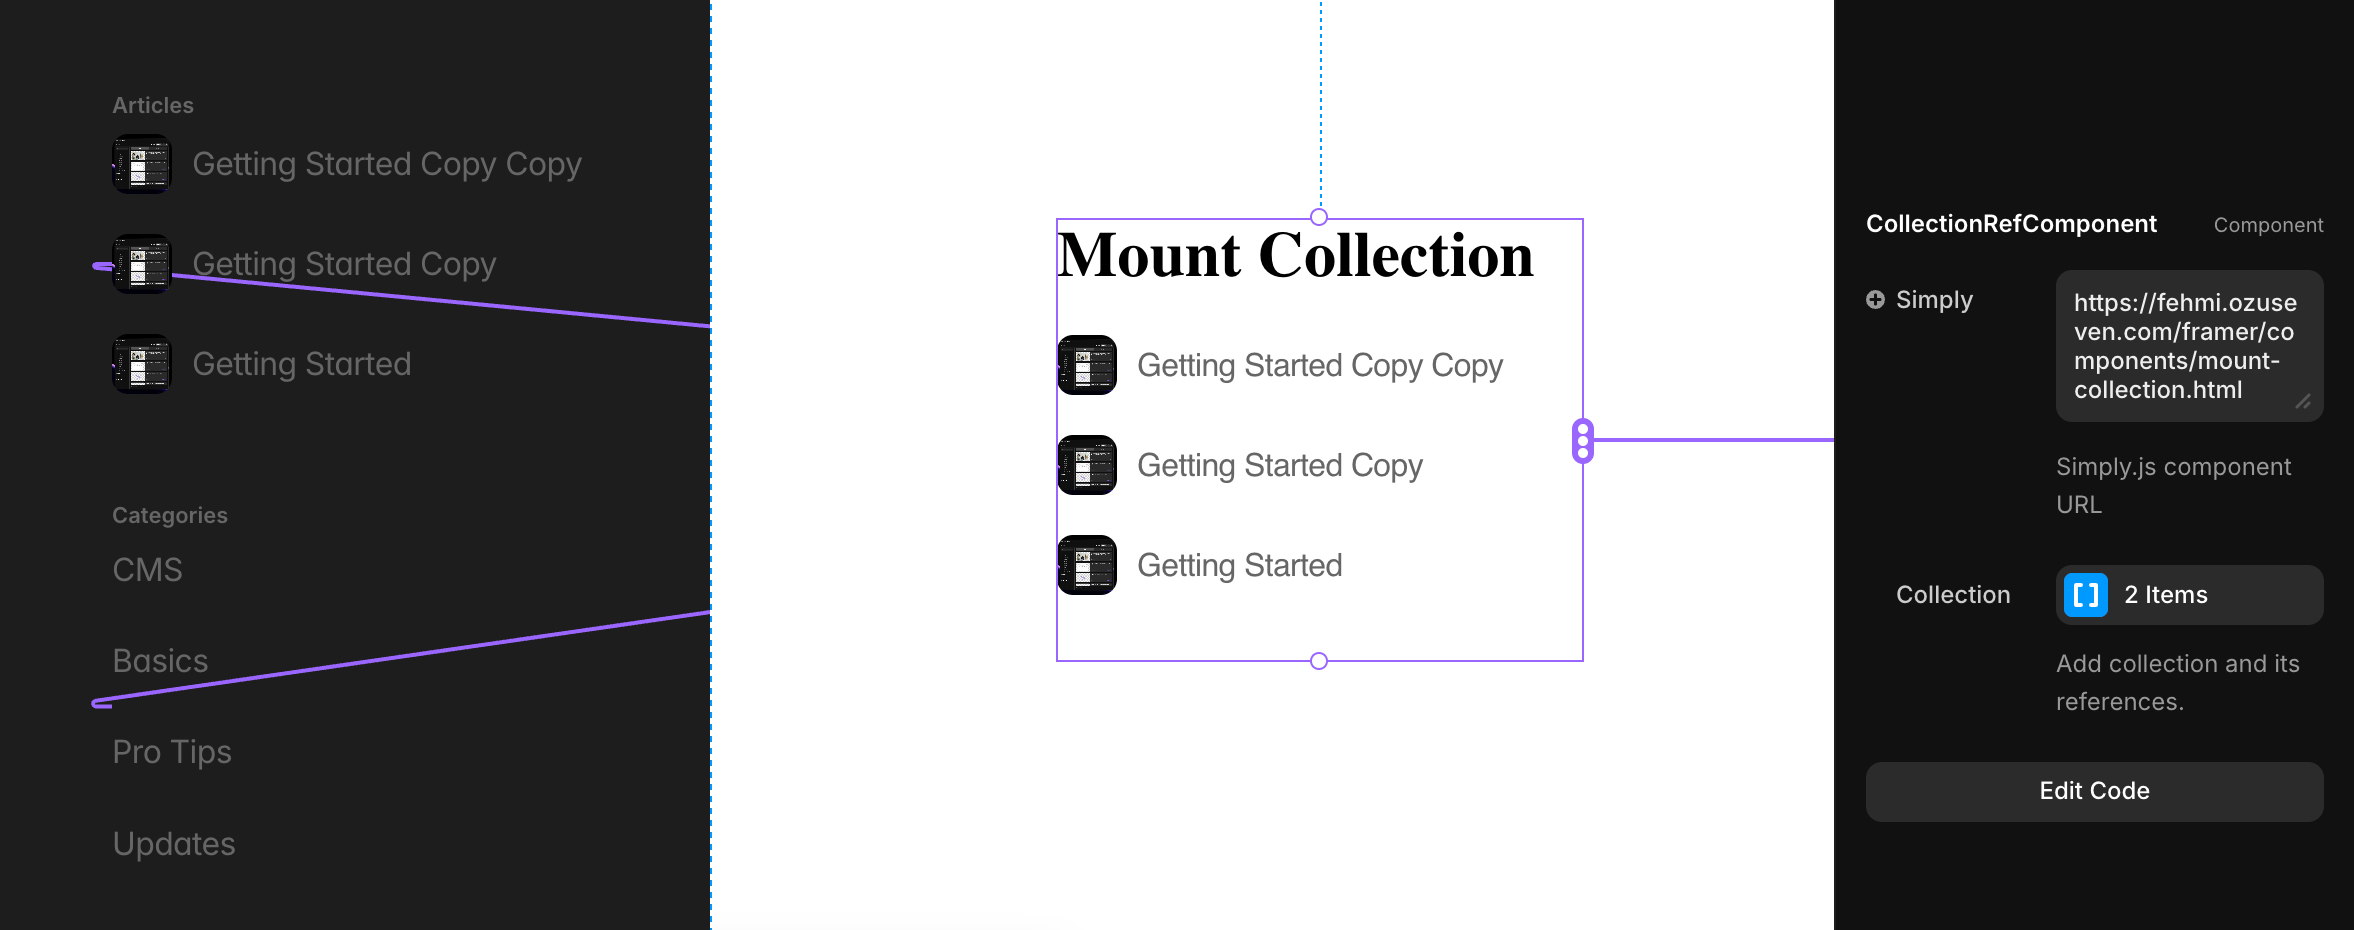 Articles
Getting Started Copy Copy
Getting Started Copy
Getting Started
Categories
CMS
Basics
Pro Tips
Updates
Mount Collection
Getting Started Copy Copy
Getting Started Copy
Getting Started
CollectionRefComponent Component
Simply
https://fehmi.ozuse
ven.com/framer/co
mponents/mount-
collection.html
Simply.js component
URL
Collection
2 Items
Add collection and its
references.
Edit Code